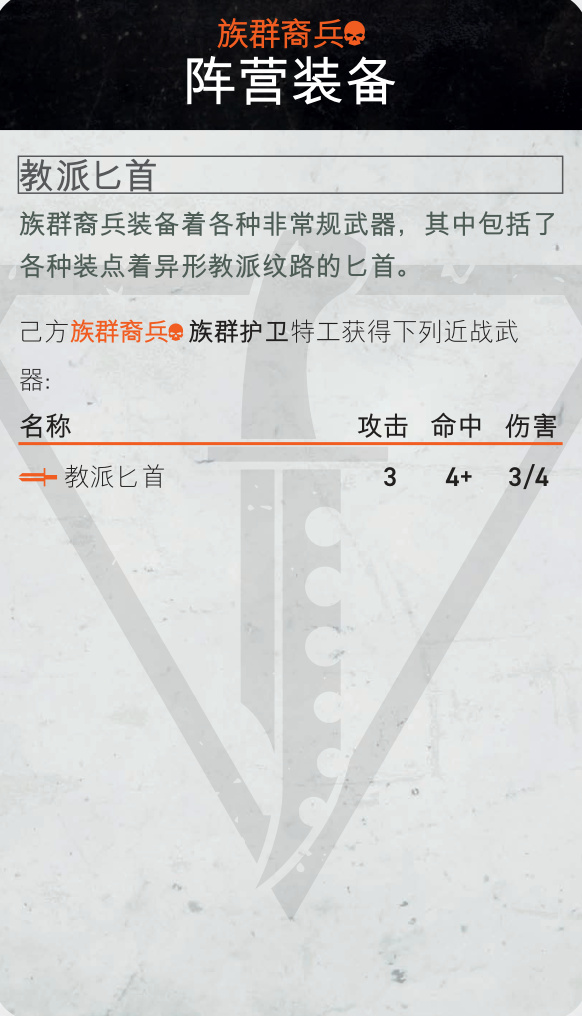 族群裔兵
阵营装备
教派匕首
族群裔兵装备着各种非常规武器，其中包括了
各种装点着异形教派纹路的匕首。
己方族群裔兵 族群护卫特工获得下列近战武
器:
名称 攻击 命中 伤害
教派匕首 3 4+ 3/4